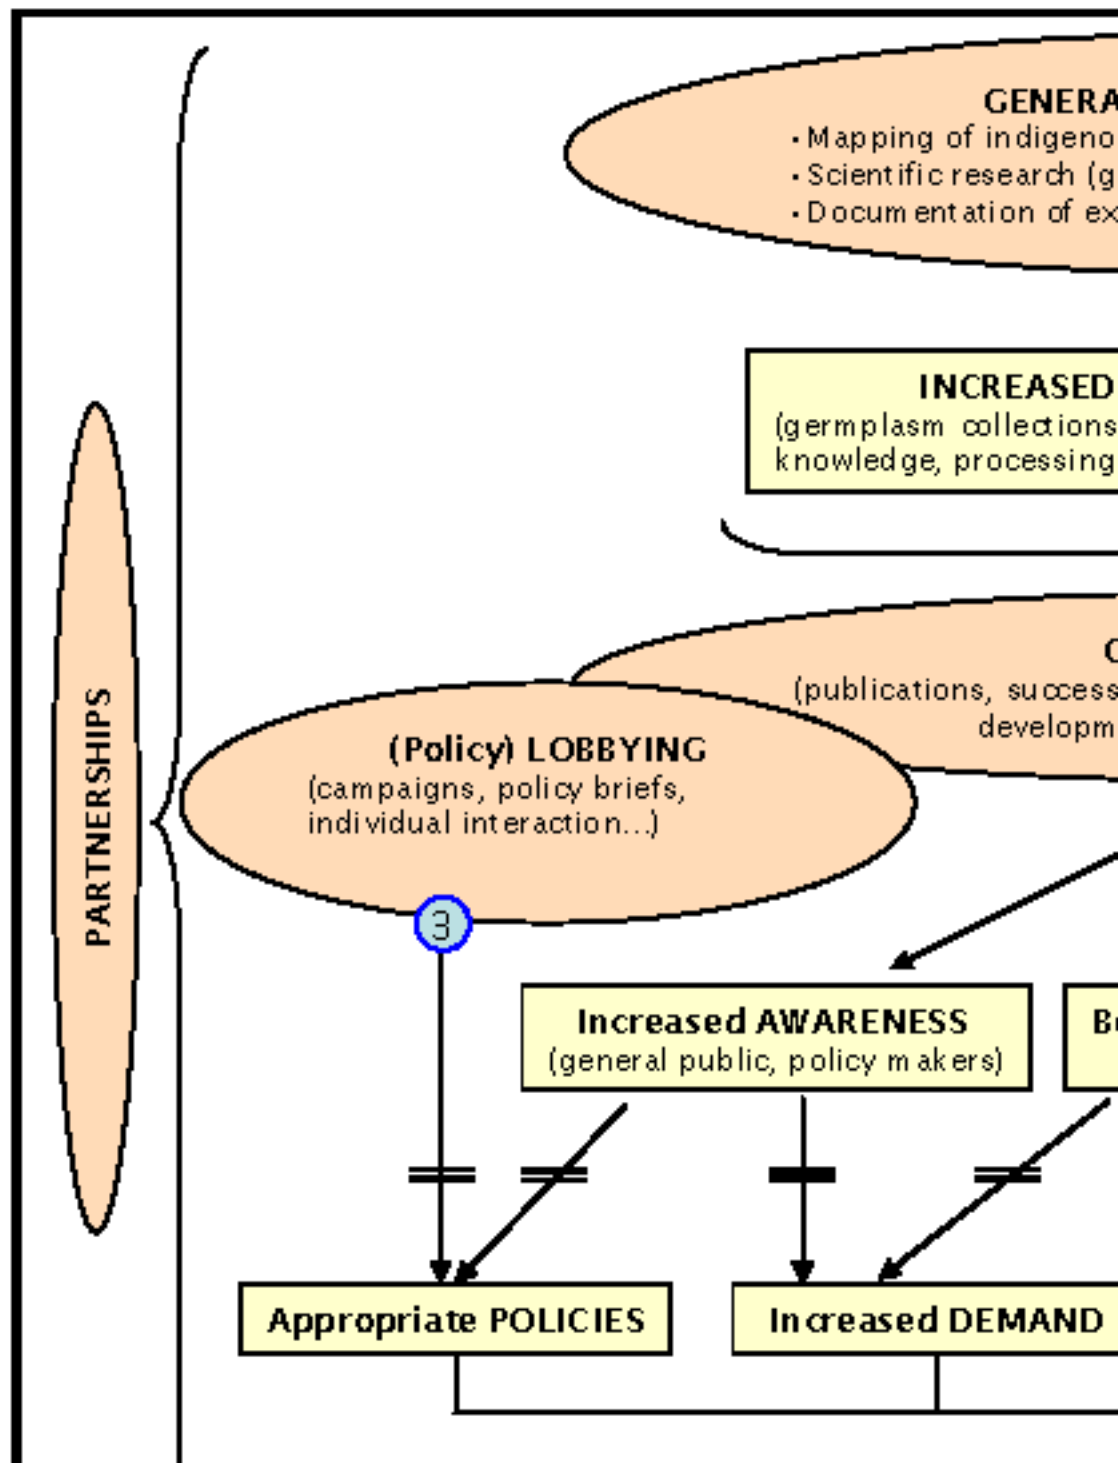 GENERA
• Mapping of indigeno
• Scientific research (g
• Documentation of ex
INCREASED
(germplasm collections,
knowledge, processing
C
(publications, success
developm
(Policy) LOBBYING
(campaigns, policy briefs,
individual interaction...)
PARTNERSHIPS
3
Increased AWARENESS
(general public, policy makers)
Be
Appropriate POLICIES
Increased DEMAND